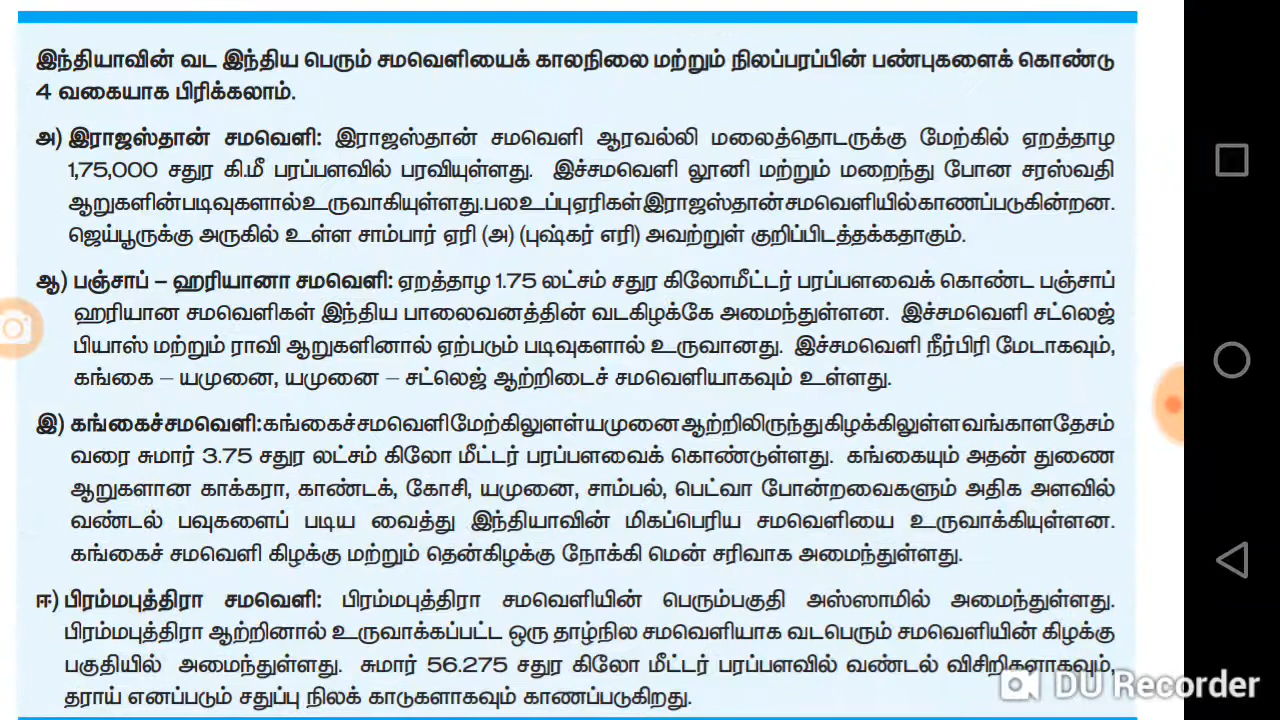 இந்தியாவின் வட இந்திய பெரும் சமவெளியைக் காலநிலை மற்றும் நிலப்பரப்பின் பண்புகளைக் கொண்டு
4 வகையாக பிரிக்கலாம்.
அ) இராஜஸ்தான் சமவெளி: இராஜஸ்தான் சமவெளி ஆரவல்லி மலைத்தொடருக்கு மேற்கில் ஏறத்தாழ
1,75,000 சதுர கி.மீ பரப்பளவில் பரவியுள்ளது. இச்சமவெளி லூனி மற்றும் மறைந்து போன சரஸ்வதி
ஆறுகளின் படிவுகளால் உருவாகியுள்ளது. பல உப்பு ஏரிகள் இராஜஸ்தான் சமவெளியில் காணப்படுகின்றன.
ஜெய்பூருக்கு அருகில் உள்ள சாம்பார் ஏரி (அ) (புஷ்கர் எரி) அவற்றுள் குறிப்பிடத்தக்கதாகும்.
ஆ) பஞ்சாப் – ஹரியானா சமவெளி: ஏறத்தாழ 1.75 லட்சம் சதுர கிலோமீட்டர் பரப்பளவைக் கொண்ட பஞ்சாப்
ஹரியான சமவெளிகள் இந்திய பாலைவனத்தின் வடகிழக்கே அமைந்துள்ளன. இச்சமவெளி சட்லெஜ்
பியாஸ் மற்றும் ராவி ஆறுகளினால் ஏற்படும் படிவுகளால் உருவானது. இச்சமவெளி நீர்பிரி மேடாகவும்,
கங்கை – யமுனை, யமுனை – சட்லெஜ் ஆற்றிடைச் சமவெளியாகவும் உள்ளது.
இ) கங்கைச்சமவெளி: கங்கைச்சமவெளி மேற்கிலுளள் யமுனை ஆற்றிலிருந்து கிழக்கிலுள்ள வங்காளதேசம்
வரை சுமார் 3.75 சதுர லட்சம் கிலோ மீட்டர் பரப்பளவைக் கொண்டுள்ளது. கங்கையும் அதன் துணை
ஆறுகளான காக்கரா, காண்டக், கோசி, யமுனை, சாம்பல், பெட்வா போன்றவைகளும் அதிக அளவில்
வண்டல் பவுகளைப் படிய வைத்து இந்தியாவின் மிகப்பெரிய சமவெளியை உருவாக்கியுள்ளன.
கங்கைச் சமவெளி கிழக்கு மற்றும் தென்கிழக்கு நோக்கி மென் சரிவாக அமைந்துள்ளது.
ஈ) பிரம்மபுத்திரா சமவெளி: பிரம்மபுத்திரா சமவெளியின் பெரும்பகுதி அஸ்ஸாமில் அமைந்துள்ளது.
பிரம்மபுத்திரா ஆற்றினால் உருவாக்கப்பட்ட ஒரு தாழ்நில சமவெளியாக வடபெரும் சமவெளியின் கிழக்கு
பகுதியில் அமைந்துள்ளது. சுமார் 56.275 சதுர கிலோ மீட்டர் பரப்பளவில் வண்டல் விசிறிகளாகவும்,
தராய் எனப்படும் சதுப்பு நிலக் காடுகளாகவும் காணப்படுகிறது.
DU Recorder